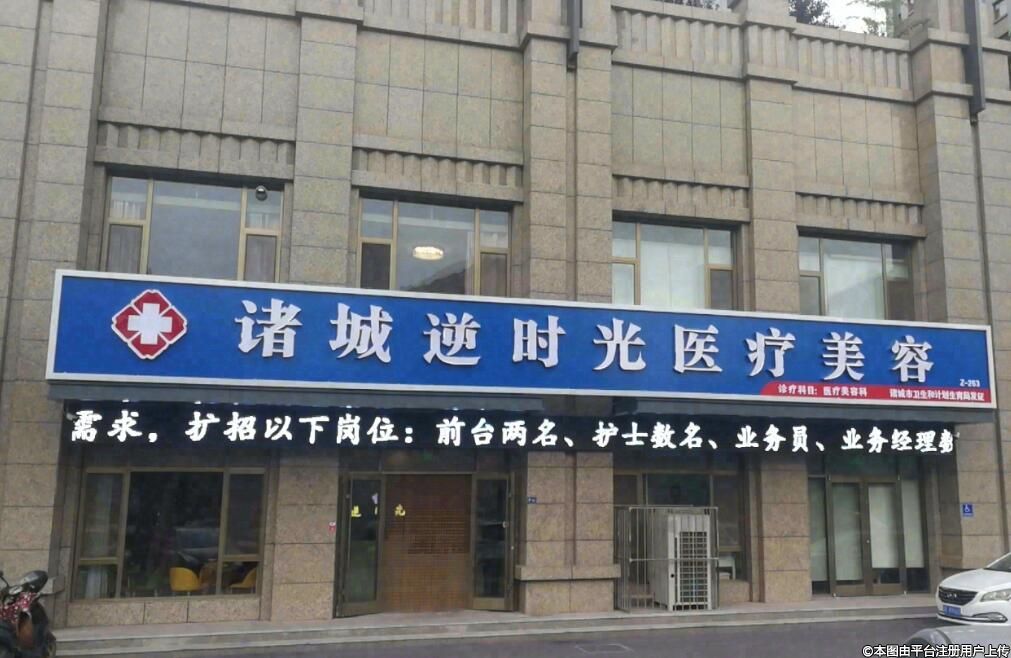 诸城逆时光医疗美容
Z-263
诊疗科目：医疗美容科 诸城市卫生和计划生育局发证
需求，扩招以下岗位：前台两名、护士数名、业务员、业务经理
逆时光
©本图由平台注册用户上传